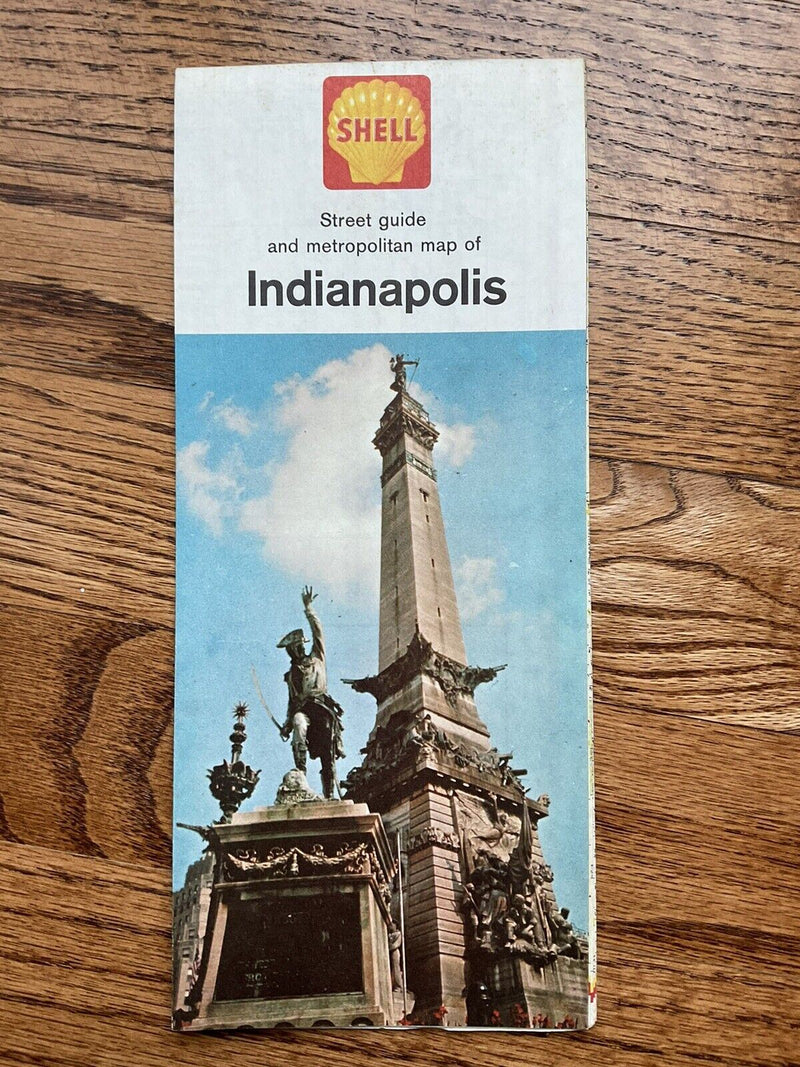 SHELL
Street guide
and metropolitan map of
Indianapolis